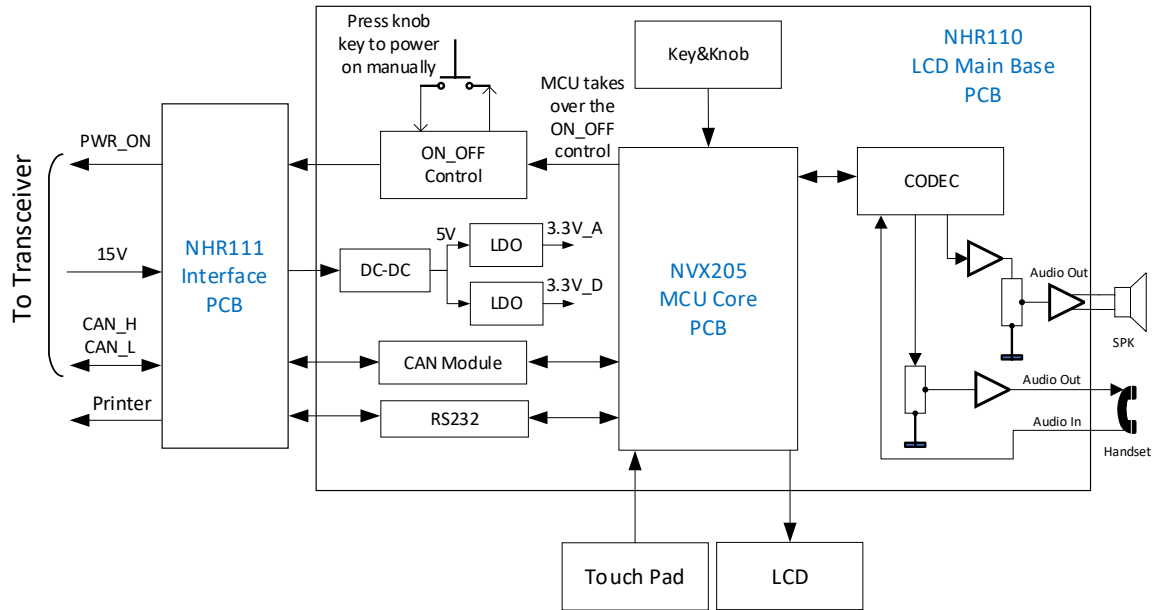 Press knob
key to power
on manually
MCU takes
over the
ON_OFF
control
Key&Knob
NHR110
LCD Main Base
PCB
To Transceiver
PWR_ON
15V
CAN_H
CAN_L
Printer
NHR111
Interface
PCB
ON_OFF
Control
DC-DC
5V
LDO
3.3V_A
LDO
3.3V_D
CAN Module
RS232
NVX205
MCU Core
PCB
CODEC
Audio Out
SPK
Audio Out
Audio In
Handset
Touch Pad
LCD